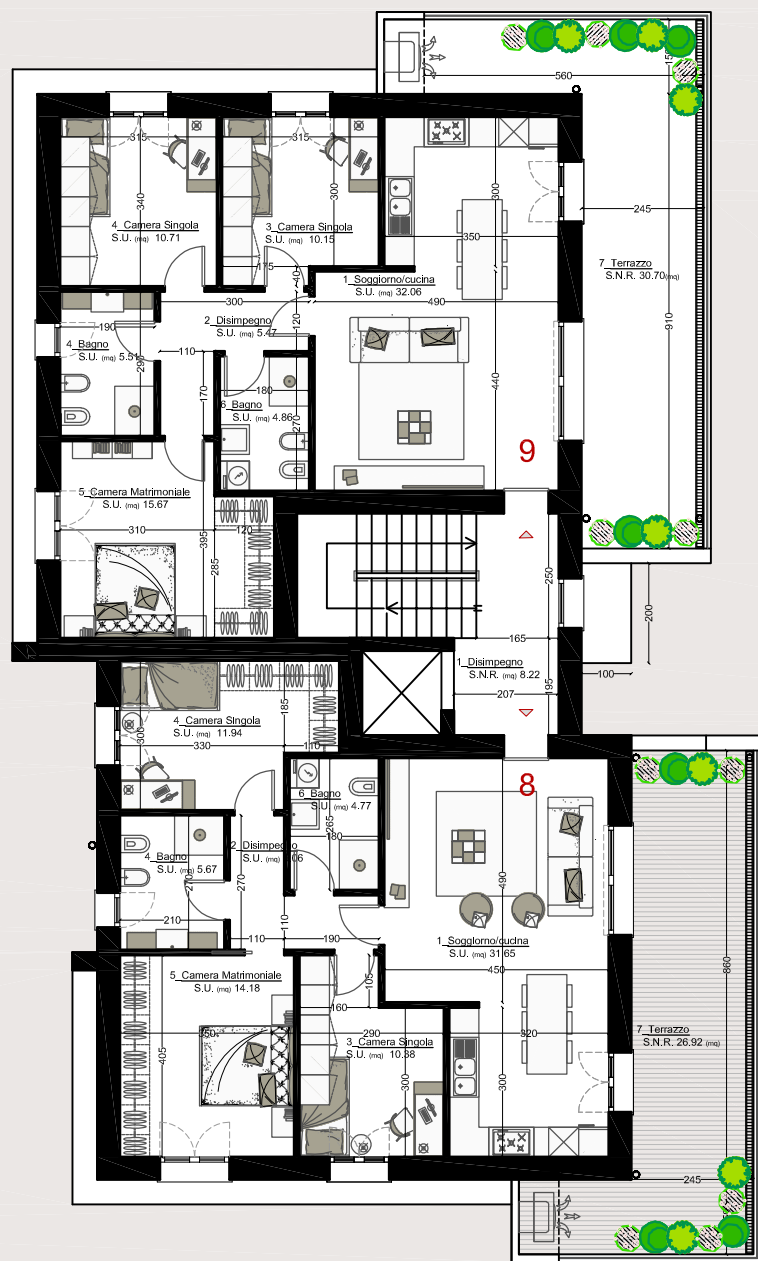 150
560
315
315
340
300
300
4_Camera Singola
S.U. (mq) 10.71
3_Camera Singola
S.U. (mq) 10.15
245
350
175
40
7_Terrazzo
S.N.R. 30.70(mq)
1_Soggiorno/cucina
S.U. (mq) 32.06
300
490
2_Disimpegno
S.U. (mq) 5.47
120
190
910
4_Bagno
S.U. (mq) 5.51
290
110
170
180
440
6_Bagno
S.U. (mq) 4.86
270
9
5_Camera Matrimoniale
S.U. (mq) 15.67
310
120
395
285
250
200
165
1_Disimpegno
S.N.R. (mq) 8.22
100
207
195
4_Camera Singola
S.U. (mq) 11.94
185
300
330
110
8
6_Bagno
S.U. (mq) 4.77
265
180
2_Disimpegno
4_Bagno
S.U. (mq) 5.67
270
270
490
210
110
110
190
1_Soggiorno/cucina
S.U. (mq) 31.65
450
860
5_Camera Matrimoniale
S.U. (mq) 14.18
105
160
350
290
320
405
3_Camera Singola
S.U. (mq) 10.88
300
300
7_Terrazzo
S.N.R. 26.92 (mq)
245